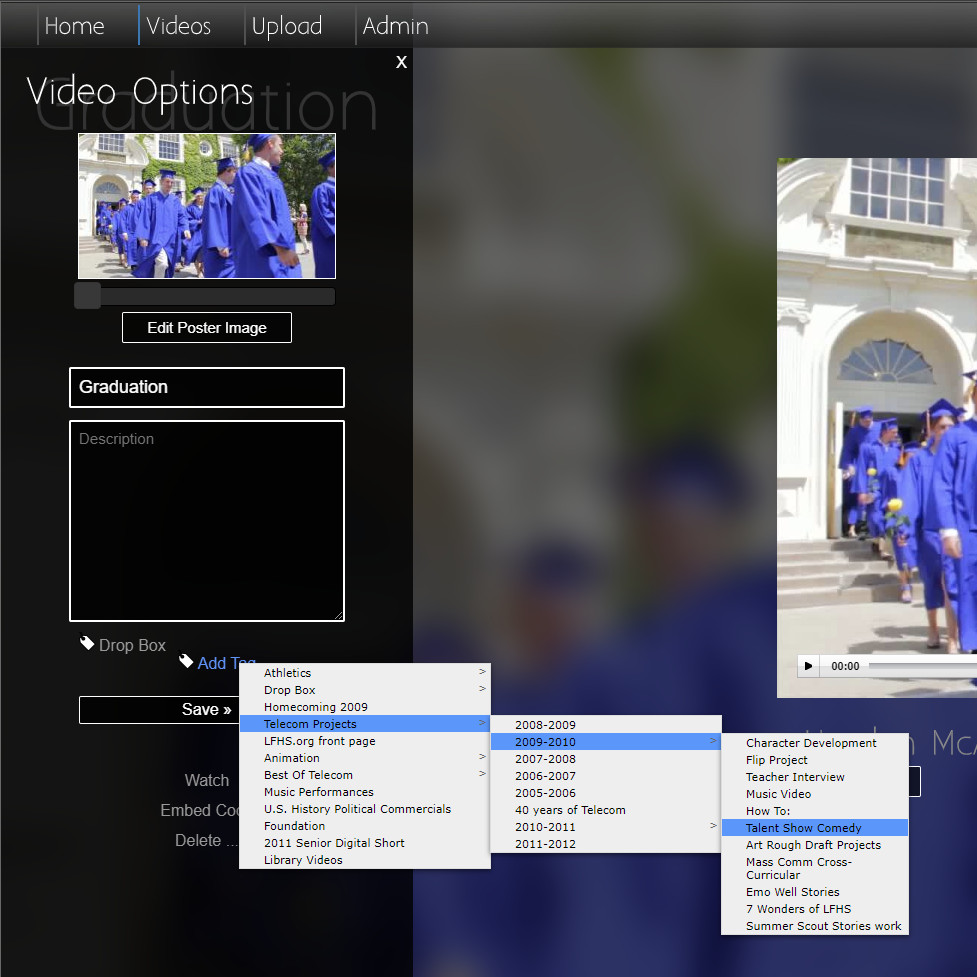 Home
Videos
Upload
Admin
X
Graduation
Video Options
Edit Poster Image
Graduation
Description
Drop Box
Add Tag
Save »
Watch
Embed
Delete ...
Athletics >
Drop Box >
Homecoming 2009
Telecom Projects >
LFHS.org front page
Animation >
Best Of Telecom >
Music Performances
U.S. History Political Commercials
Foundation
2011 Senior Digital Short
Library Videos
2008-2009
2009-2010 >
2007-2008
2006-2007
2005-2006
40 years of Telecom
2010-2011 >
2011-2012
Character Development
Flip Project
Teacher Interview
Music Video
How To:
Talent Show Comedy
Art Rough Draft Projects
Mass Comm Cross-
Curricular
Emo Well Stories
7 Wonders of LFHS
Summer Scout Stories work
00:00